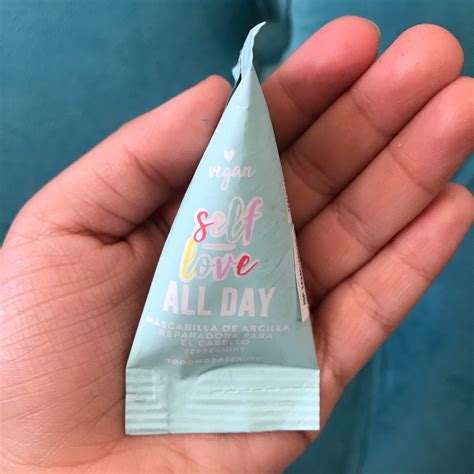 vegan
self
love
ALL DAY
MASCARILLA DE ARCILLA
REPARADORA PARA
EL CABELLO
PEPPERMINT